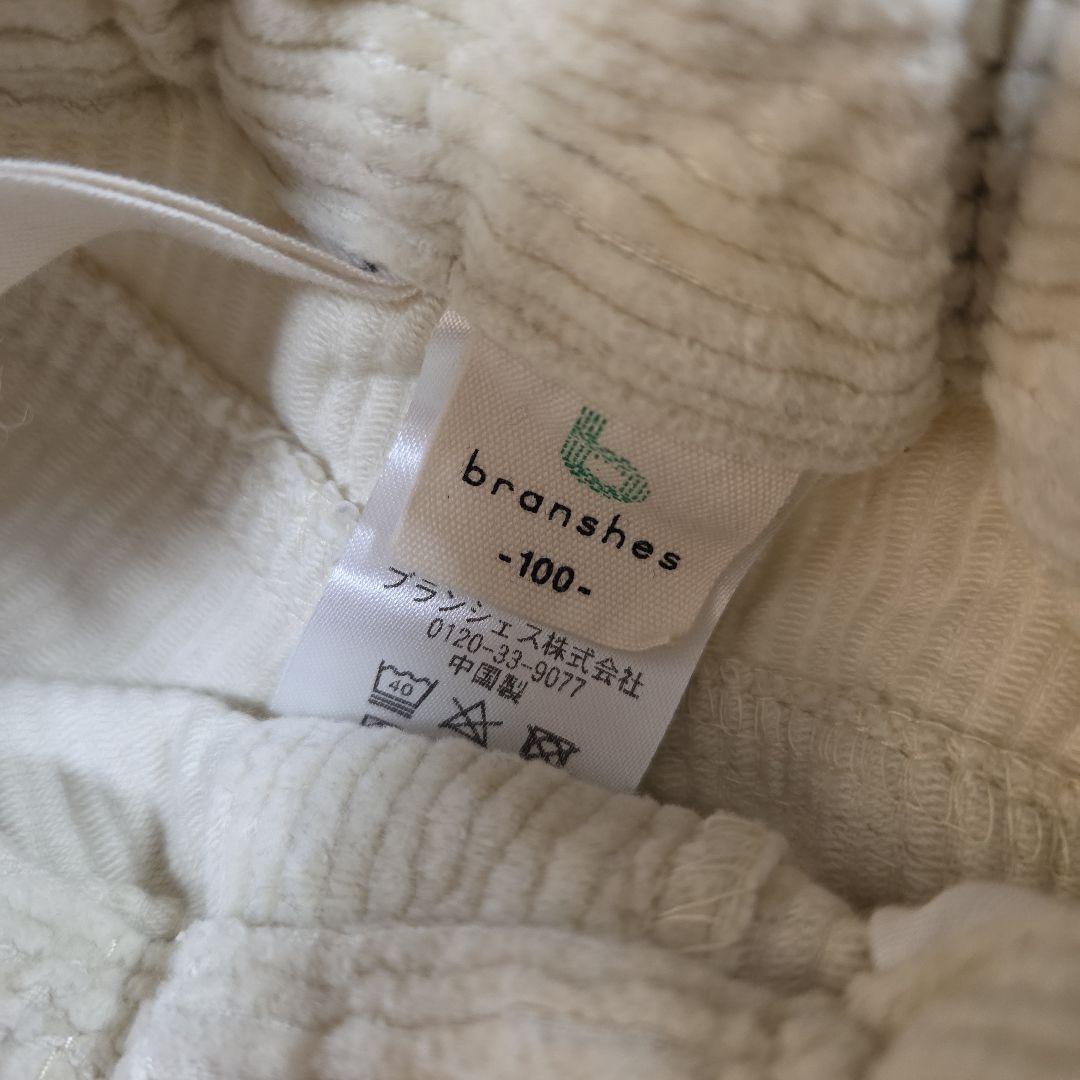 b
branshes
-100-
ブランシェス株式会社
0120-33-9077
中国製
40